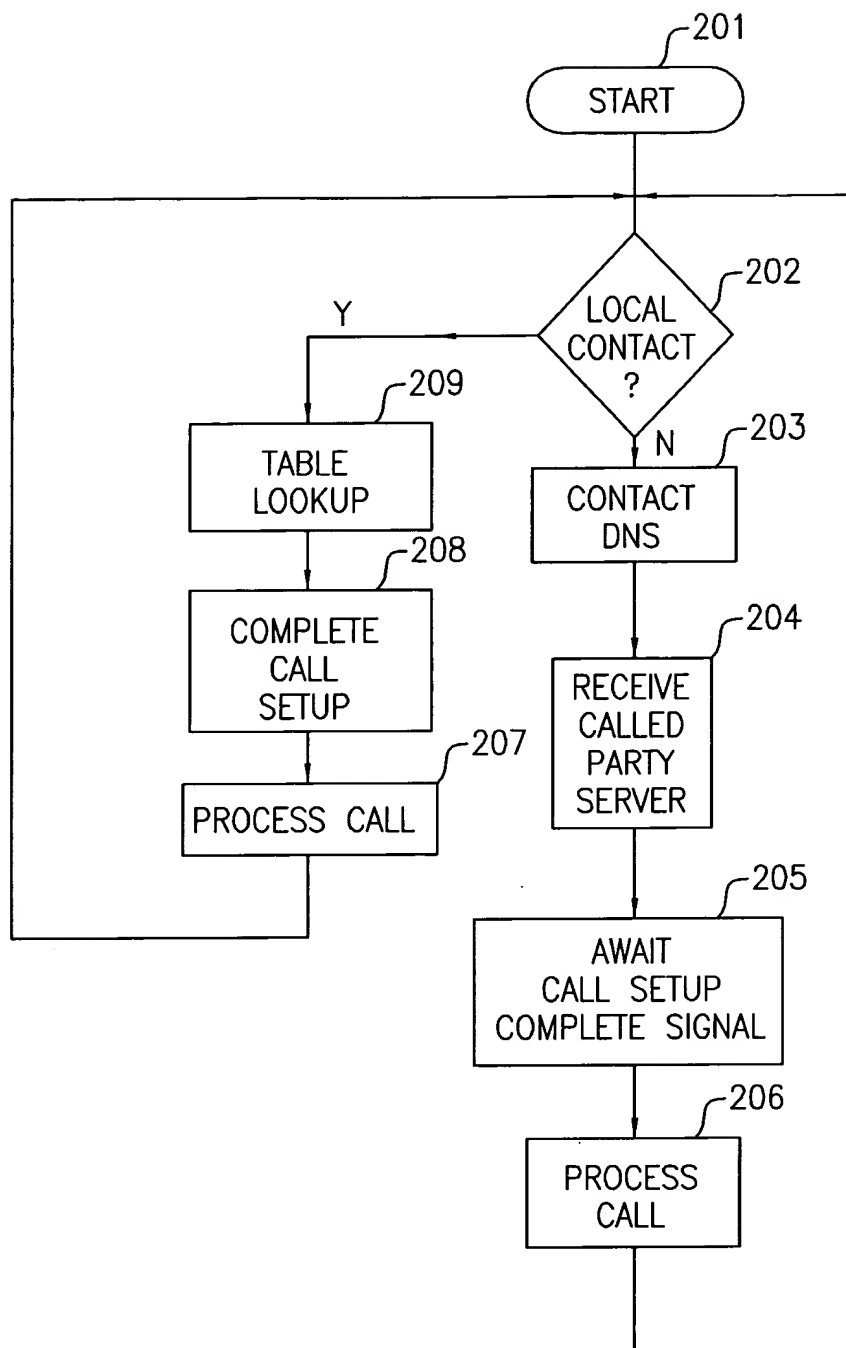 201
START
202
LOCAL
CONTACT
?
Y
N
209
TABLE
LOOKUP
203
CONTACT
DNS
208
COMPLETE
CALL
SETUP
204
RECEIVE
CALLED
PARTY
SERVER
207
PROCESS CALL
205
AWAIT
CALL SETUP
COMPLETE SIGNAL
206
PROCESS
CALL